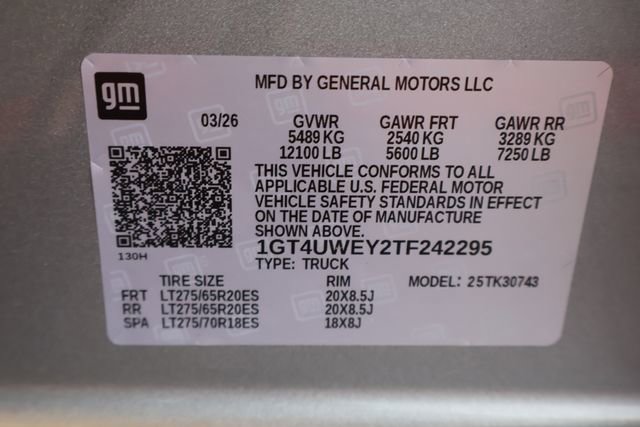 gm
MFD BY GENERAL MOTORS LLC
03/26 GVWR GAWR FRT GAWR RR
5489 KG 2540 KG 3289 KG
12100 LB 5600 LB 7250 LB
THIS VEHICLE CONFORMS TO ALL
APPLICABLE U.S. FEDERAL MOTOR
VEHICLE SAFETY STANDARDS IN EFFECT
ON THE DATE OF MANUFACTURE
SHOWN ABOVE.
130H
1GT4UWEY2TF242295
TYPE: TRUCK
TIRE SIZE RIM MODEL: 25TK30743
FRT LT275/65R20ES 20X8.5J
RR LT275/65R20ES 20X8.5J
SPA LT275/70R18ES 18X8J